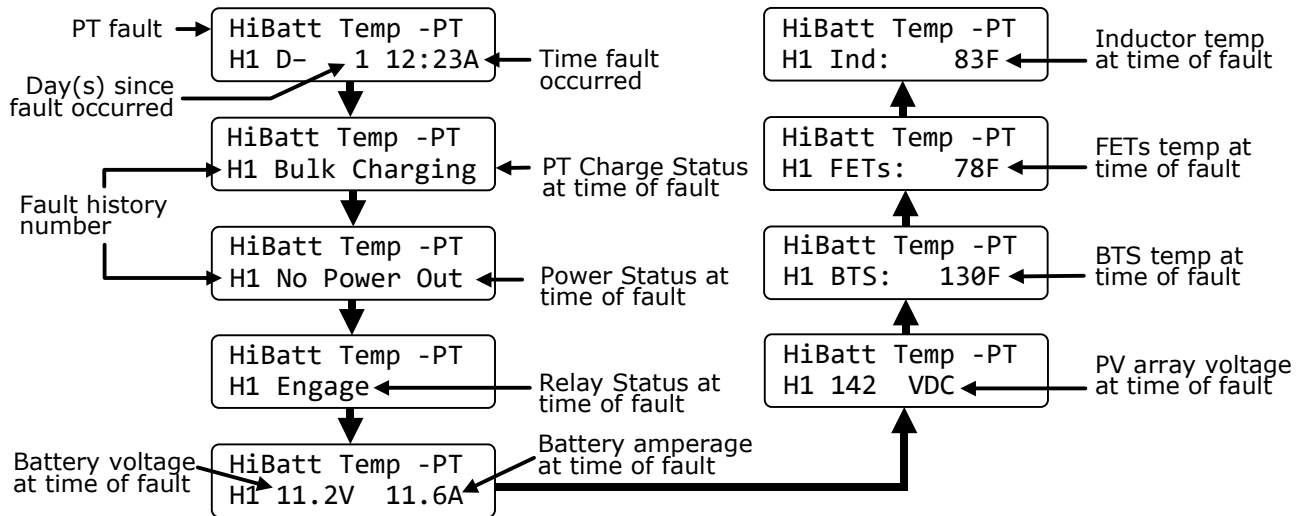 PT fault
HiBatt Temp -PT
H1 D–  1 12:23A
Time fault
occurred
Day(s) since
fault occurred
HiBatt Temp -PT
H1 Bulk Charging
PT Charge Status
at time of fault
Fault history
number
HiBatt Temp -PT
H1 No Power Out
Power Status at
time of fault
HiBatt Temp -PT
H1 Engage
Relay Status at
time of fault
Battery voltage
at time of fault
HiBatt Temp -PT
H1 11.2V  11.6A
Battery amperage
at time of fault
HiBatt Temp -PT
H1 Ind:    83F
Inductor temp
at time of fault
HiBatt Temp -PT
H1 FETs:   78F
FETs temp at
time of fault
HiBatt Temp -PT
H1 BTS:   130F
BTS temp at
time of fault
HiBatt Temp -PT
H1 142  VDC
PV array voltage
at time of fault